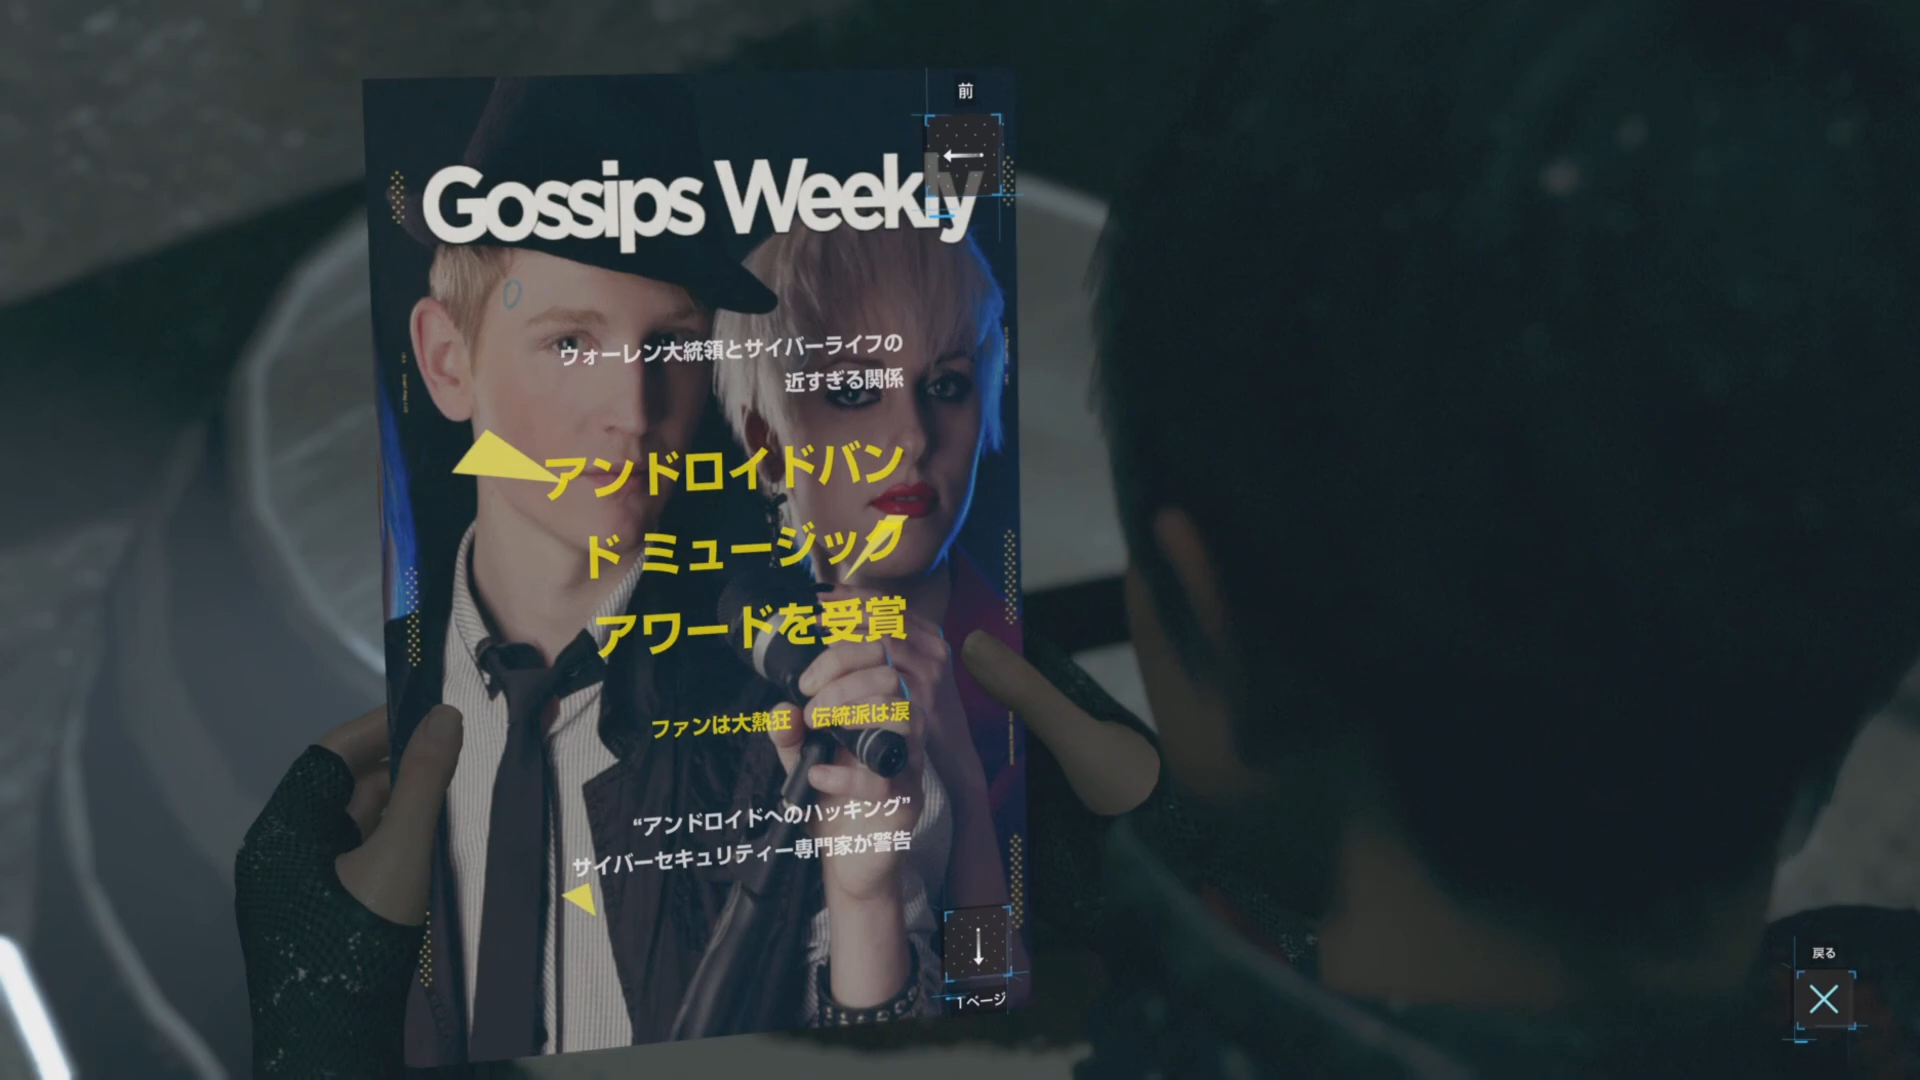 前
Gossips Weekly
ウォーレン大統領とサイバーライフの
近すぎる関係
アンドロイドバン
ド ミュージック
アワードを受賞
ファンは大熱狂　伝統派は涙
“アンドロイドへのハッキング”
サイバーセキュリティー専門家が警告
1ページ
戻る